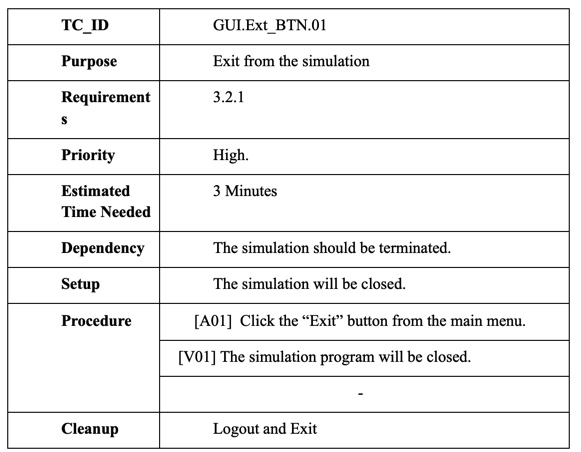 TC_ID GUI.Ext_BTN.01
Purpose Exit from the simulation
Requirement 3.2.1
s
Priority High.
Estimated 3 Minutes
Time Needed
Dependency The simulation should be terminated.
Setup The simulation will be closed.
Procedure [A01] Click the “Exit” button from the main menu.
[V01] The simulation program will be closed.
-
Cleanup Logout and Exit